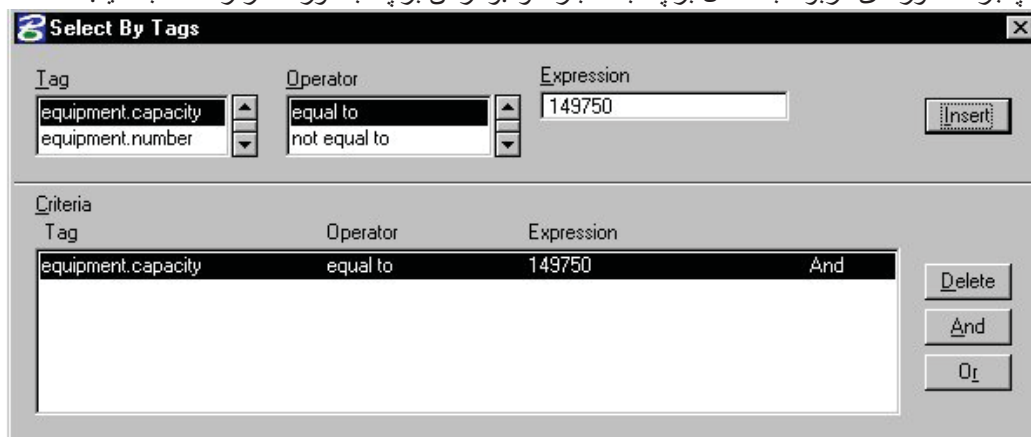 Select By Tags
Tag Operator Expression
equipment.capacity equal to 149750 Insert
equipment.number not equal to
Criteria
Tag Operator Expression
equipment.capacity equal to 149750 And
Delete
And
Or